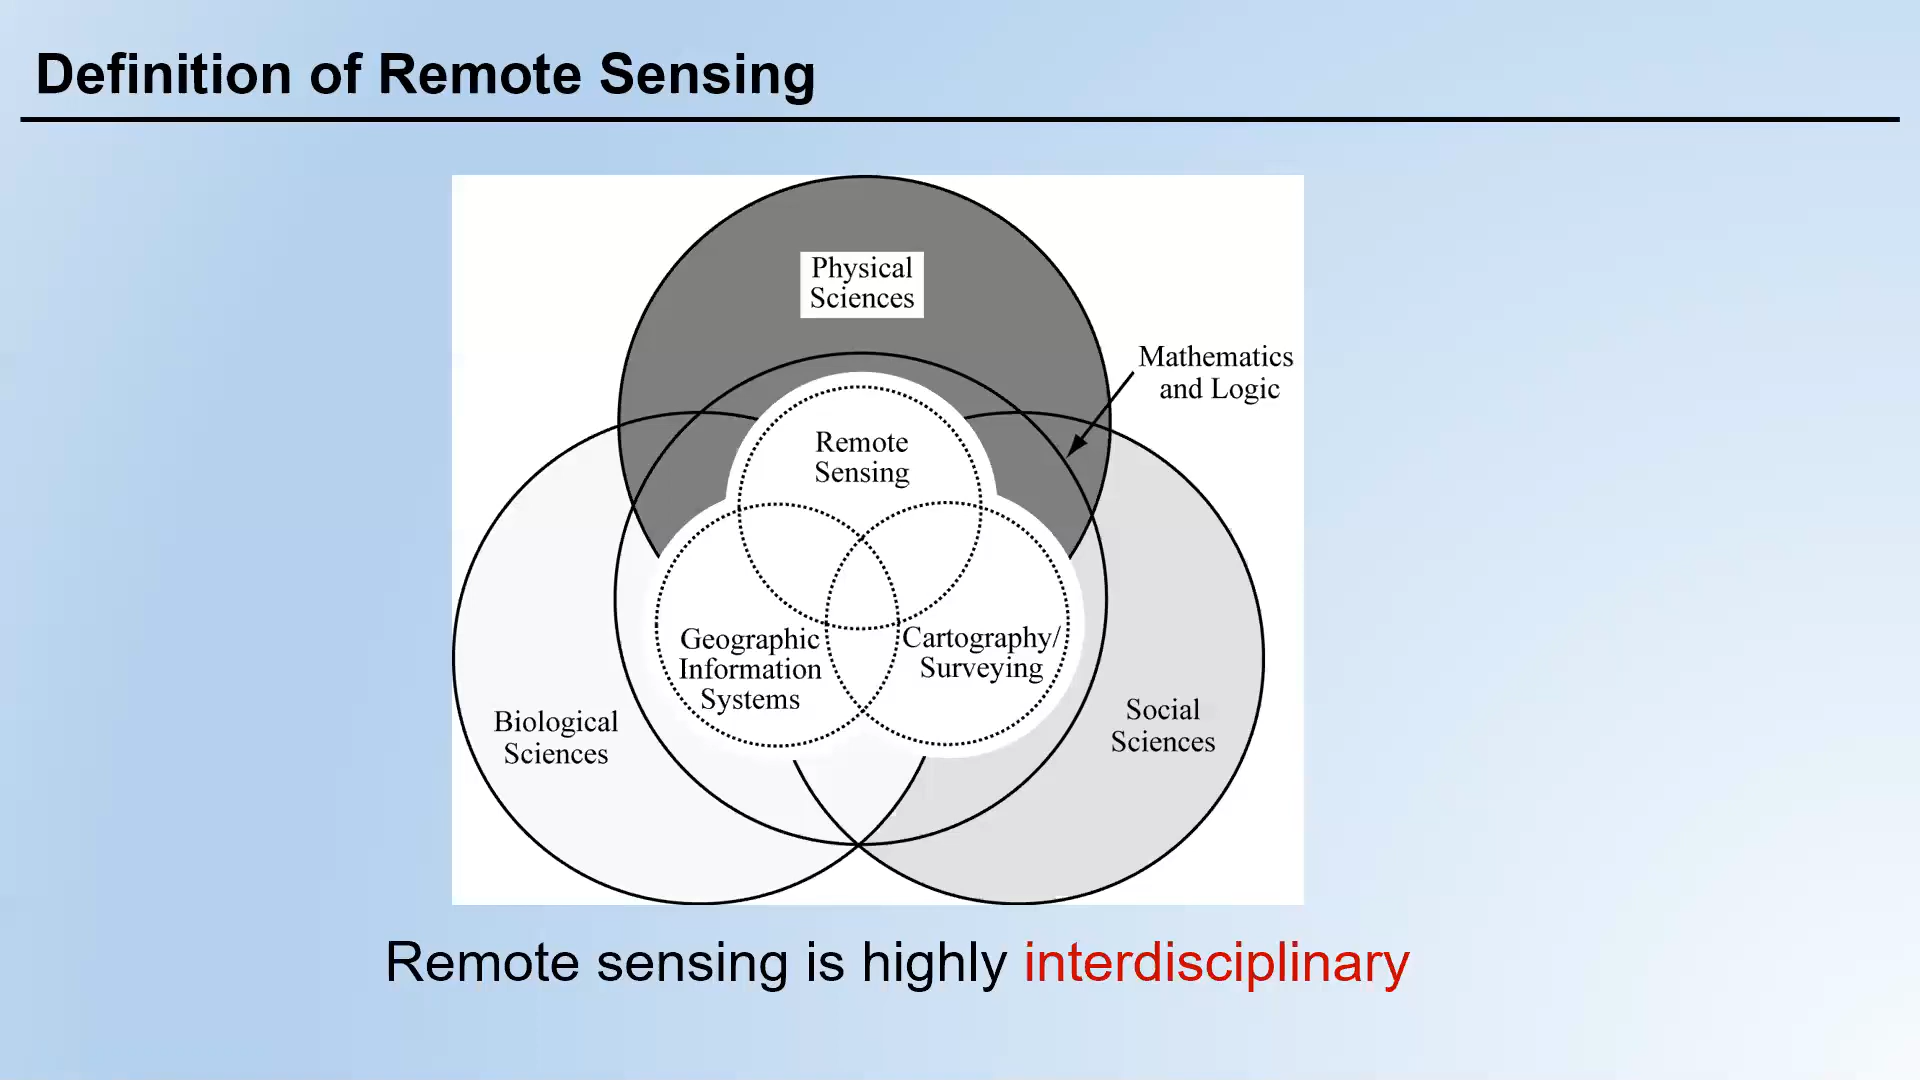 Definition of Remote Sensing
Physical
Sciences
Mathematics
and Logic
Remote
Sensing
Geographic
Information
Systems
Cartography/
Surveying
Biological
Sciences
Social
Sciences
Remote sensing is highly interdisciplinary